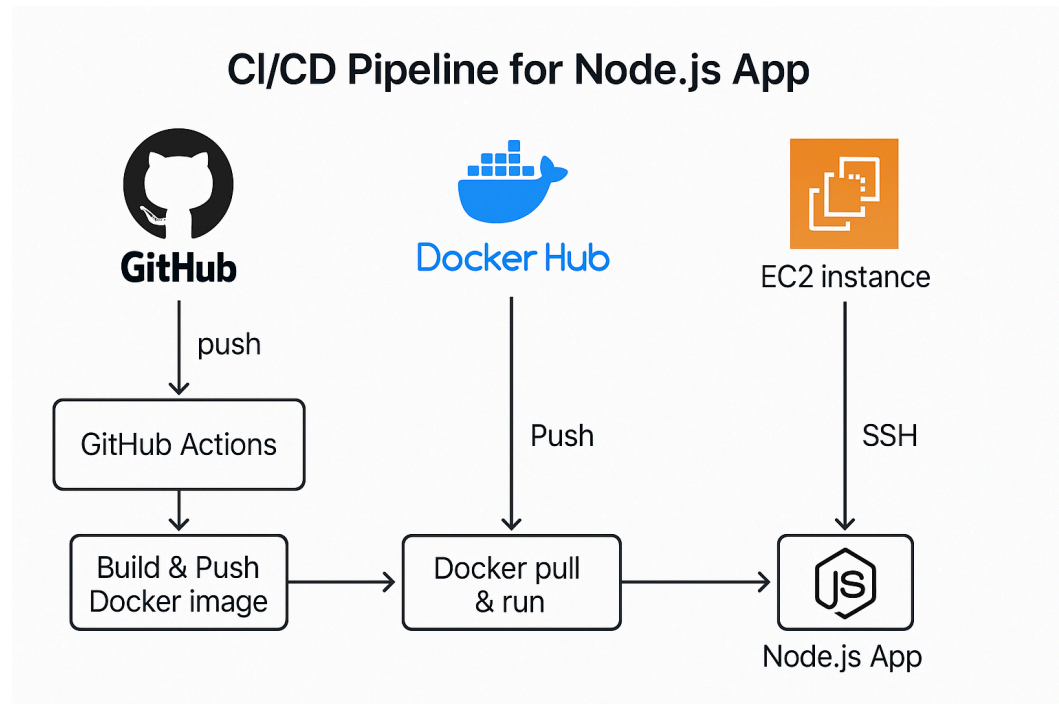 CI/CD Pipeline for Node.js App
GitHub
Docker Hub
EC2 instance
push
GitHub Actions
Push
SSH
Build & Push
Docker image
Docker pull
& run
JS
Node.js App